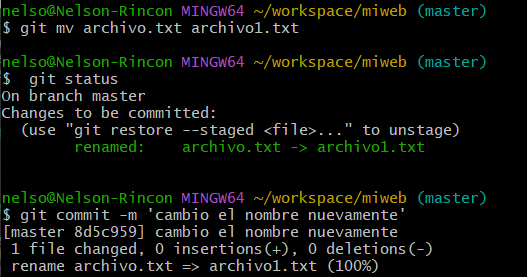 nelso@Nelson-Rincon MINGW64 ~/workspace/miweb (master)
$ git mv archivo.txt archivo1.txt
nelso@Nelson-Rincon MINGW64 ~/workspace/miweb (master)
$  git status
On branch master
Changes to be committed:
  (use "git restore --staged <file>..." to unstage)
        renamed:    archivo.txt -> archivo1.txt
nelso@Nelson-Rincon MINGW64 ~/workspace/miweb (master)
$ git commit -m 'cambio el nombre nuevamente'
[master 8d5c959] cambio el nombre nuevamente
 1 file changed, 0 insertions(+), 0 deletions(-)
 rename archivo.txt => archivo1.txt (100%)